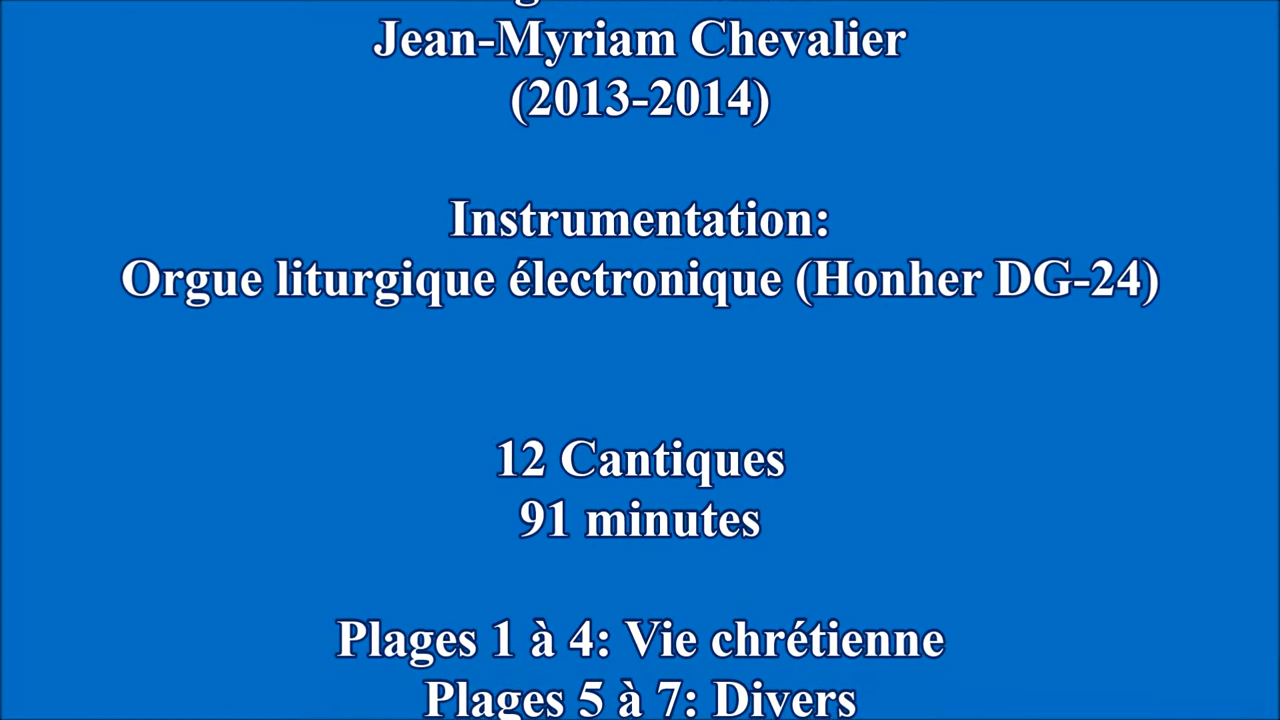 Jean-Myriam Chevalier
(2013-2014)
Instrumentation:
Orgue liturgique électronique (Honher DG-24)
12 Cantiques
91 minutes
Plages 1 à 4: Vie chrétienne
Plages 5 à 7: Divers